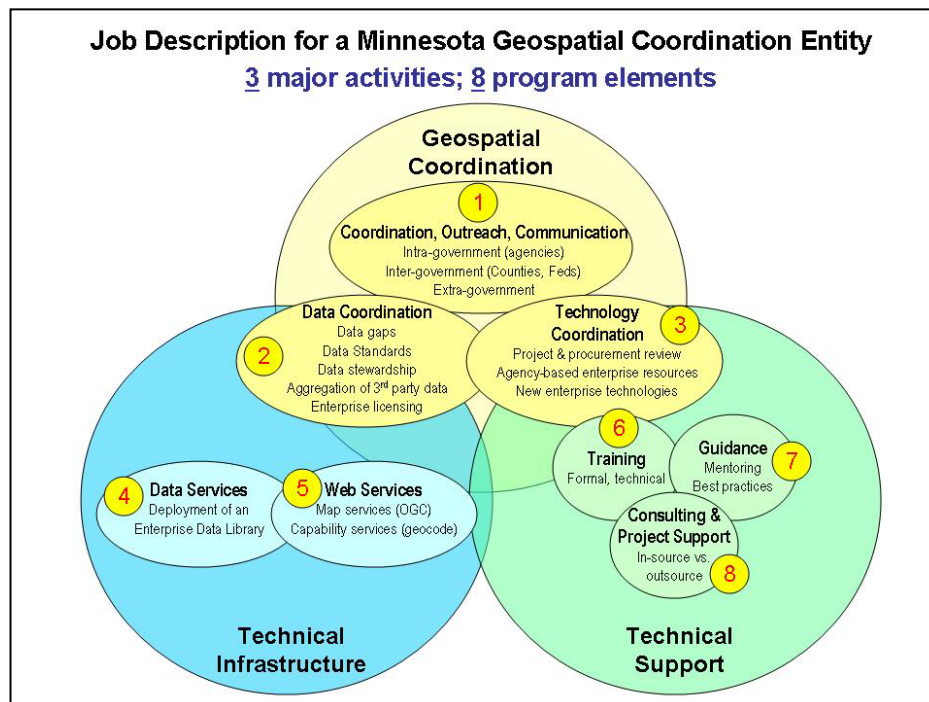 Job Description for a Minnesota Geospatial Coordination Entity
3 major activities; 8 program elements
Geospatial
Coordination
1
Coordination, Outreach, Communication
Intra-government (agencies)
Inter-government (Counties, Feds)
Extra-government
2
Data Coordination
Data gaps
Data Standards
Data stewardship
Aggregation of 3rd party data
Enterprise licensing
3
Technology
Coordination
Project & procurement review
Agency-based enterprise resources
New enterprise technologies
4
Data Services
Deployment of an
Enterprise Data Library
5
Web Services
Map services (OGC)
Capability services (geocode)
6
Training
Formal, technical
7
Guidance
Mentoring
Best practices
Consulting &
Project Support
In-source vs.
outsource
8
Technical
Infrastructure
Technical
Support